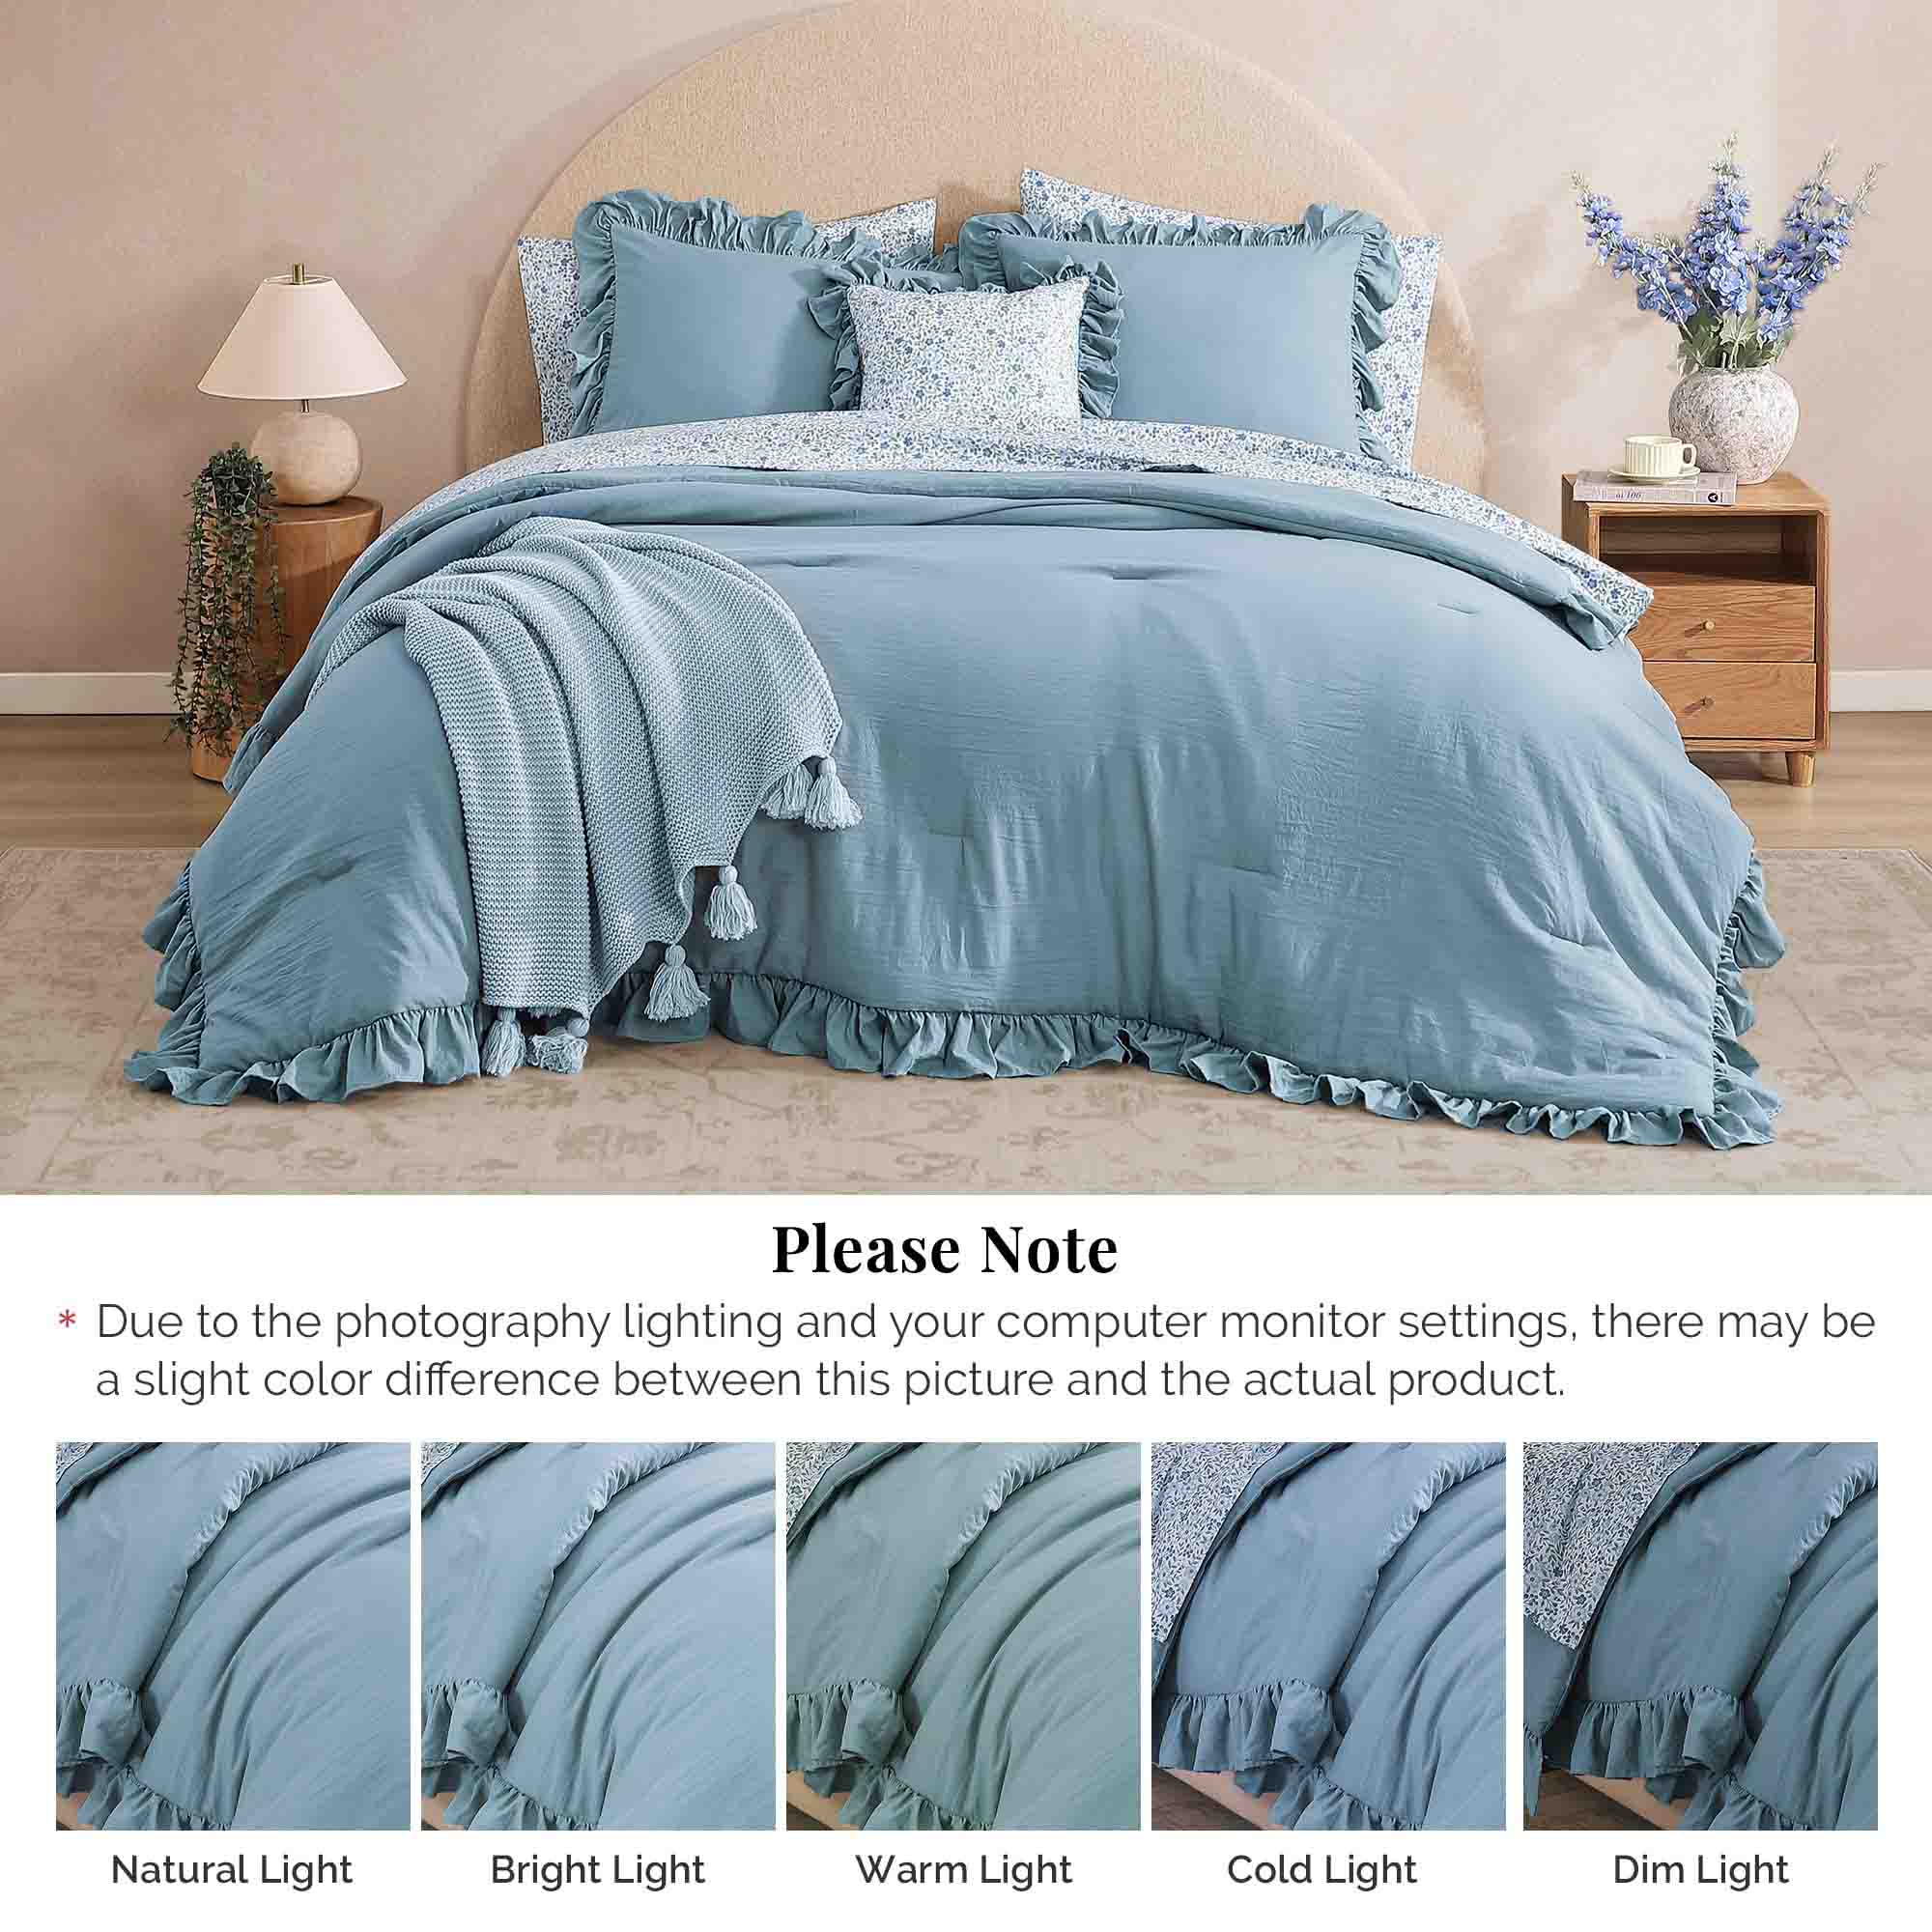 Please Note
* Due to the photography lighting and your computer monitor settings, there may be
a slight color difference between this picture and the actual product.
Natural Light
Bright Light
Warm Light
Cold Light
Dim Light